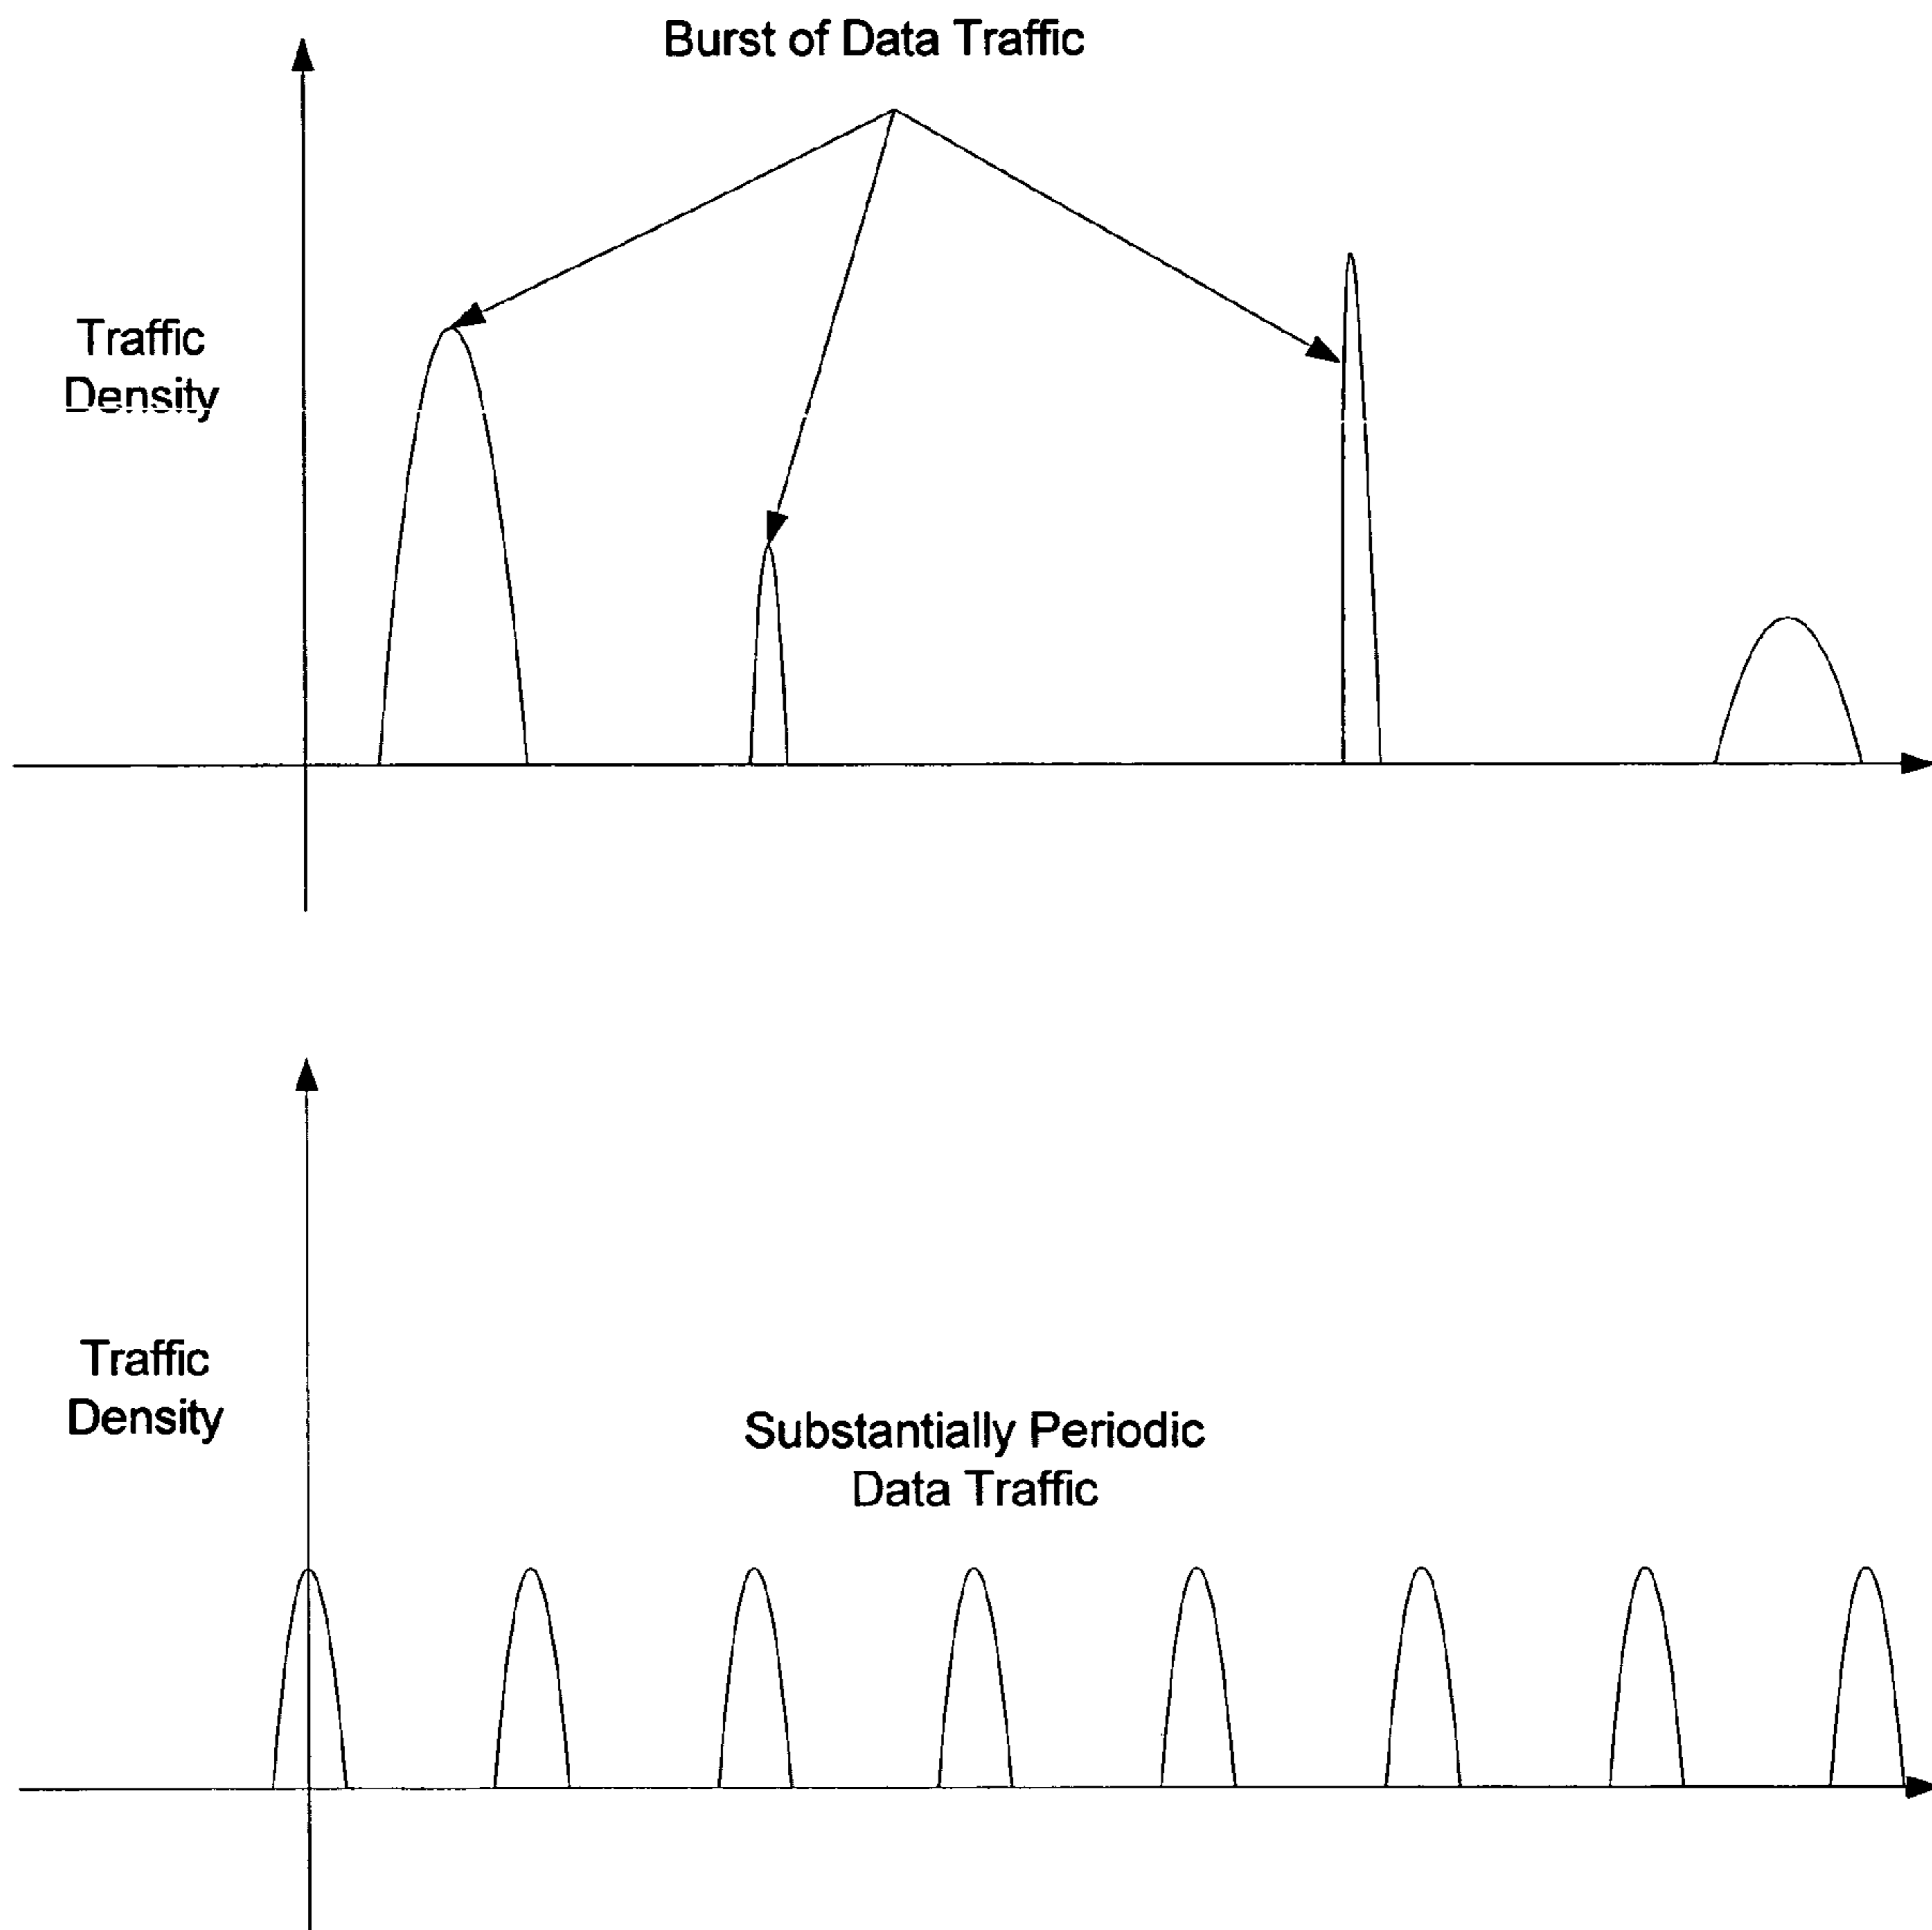 Burst of Data Traffic
Traffic
Density
Traffic
Density
Substantially Periodic
Data Traffic